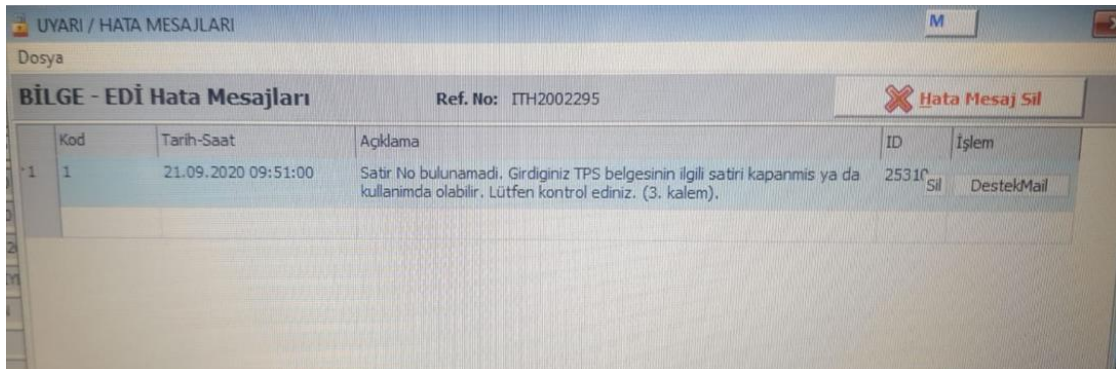 UYARI / HATA MESAJLARI
M
Dosya
BİLGE - EDİ Hata Mesajları
Ref. No: ITH2002295
Hata Mesaj Sil
Kod
Tarih-Saat
Açıklama
ID
İşlem
1
1
21.09.2020 09:51:00
Satir No bulunamadi. Girdiginiz TPS belgesinin ilgili satiri kapanmis ya da
kullanimda olabilir. Lütfen kontrol ediniz. (3. kalem).
Sil
DestekMail